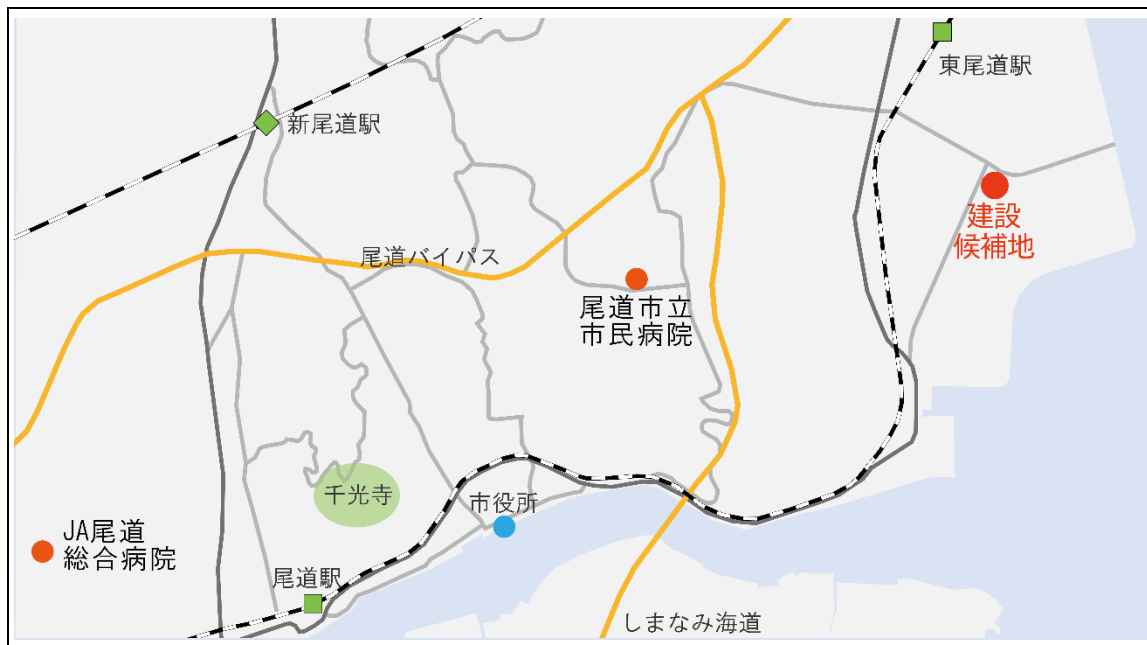 東尾道駅
新尾道駅
建設
候補地
尾道バイパス
尾道市立
市民病院
千光寺
市役所
JA尾道
総合病院
尾道駅
しまなみ海道